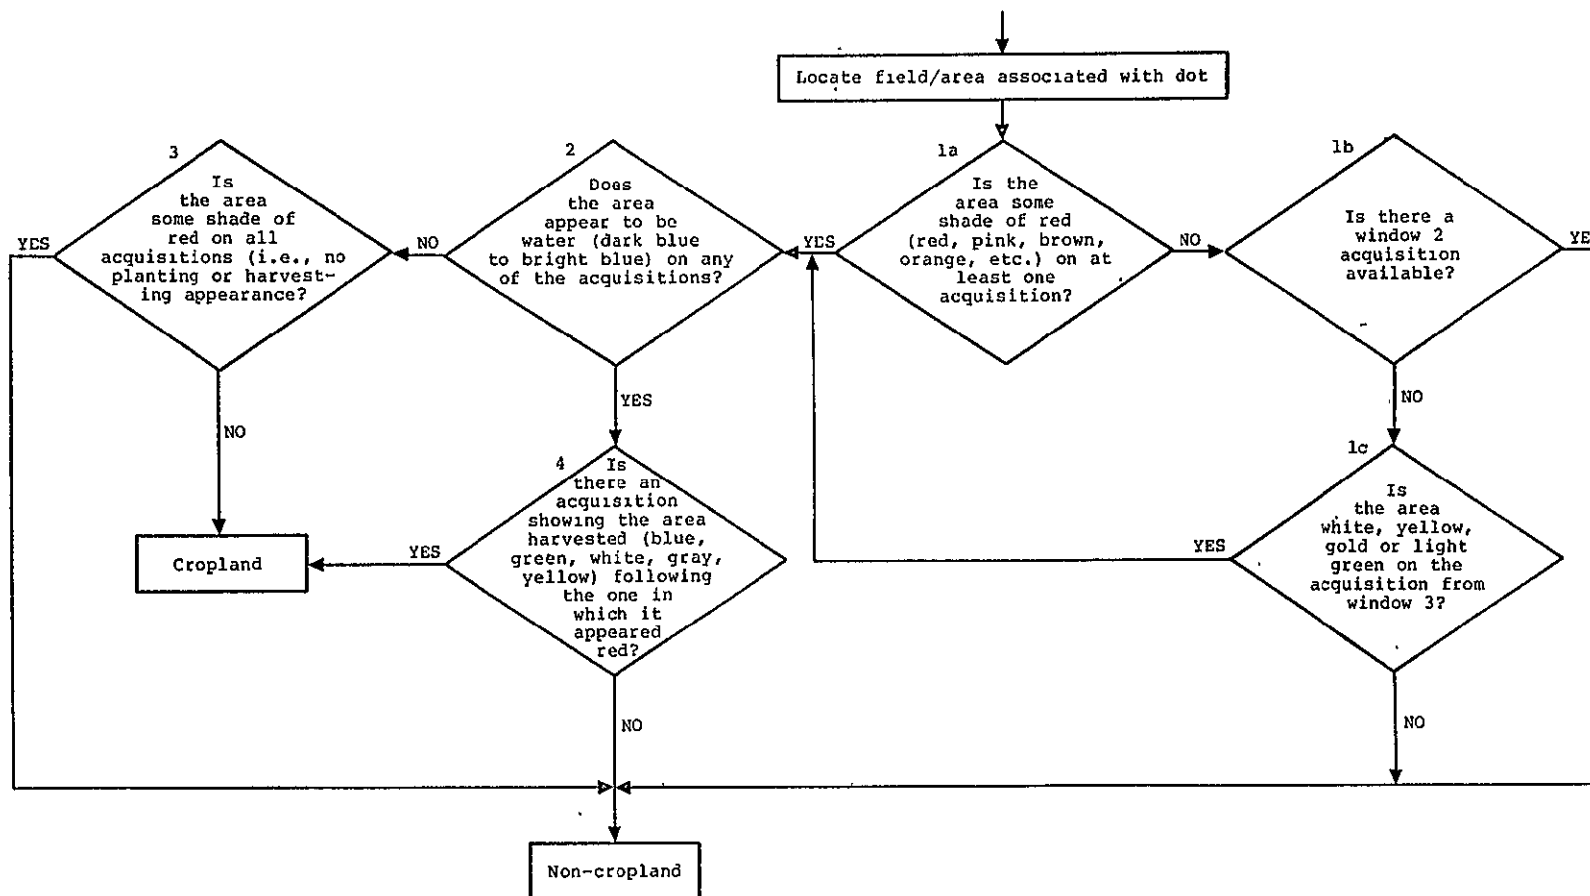 Locate field/area associated with dot
3
Is
the area
some shade of
red on all
acquisitions (i.e., no
planting or harvest-
ing appearance?
YES
NO
2
Does
the area
appear to be
water (dark blue
to bright blue) on any
of the acquisitions?
NO
YES
1a
Is the
area some
shade of red
(red, pink, brown,
orange, etc.) on at
least one
acquisition?
YES
NO
1b
Is there a
window 2
acquisition
available?
NO
4
Is
there an
acquisition
showing the area
harvested (blue,
green, white, gray,
yellow) following
the one in
which it
appeared
red?
YES
NO
1c
Is
the area
white, yellow,
gold or light
green on the
acquisition from
window 3?
YES
NO
Cropland
Non-cropland